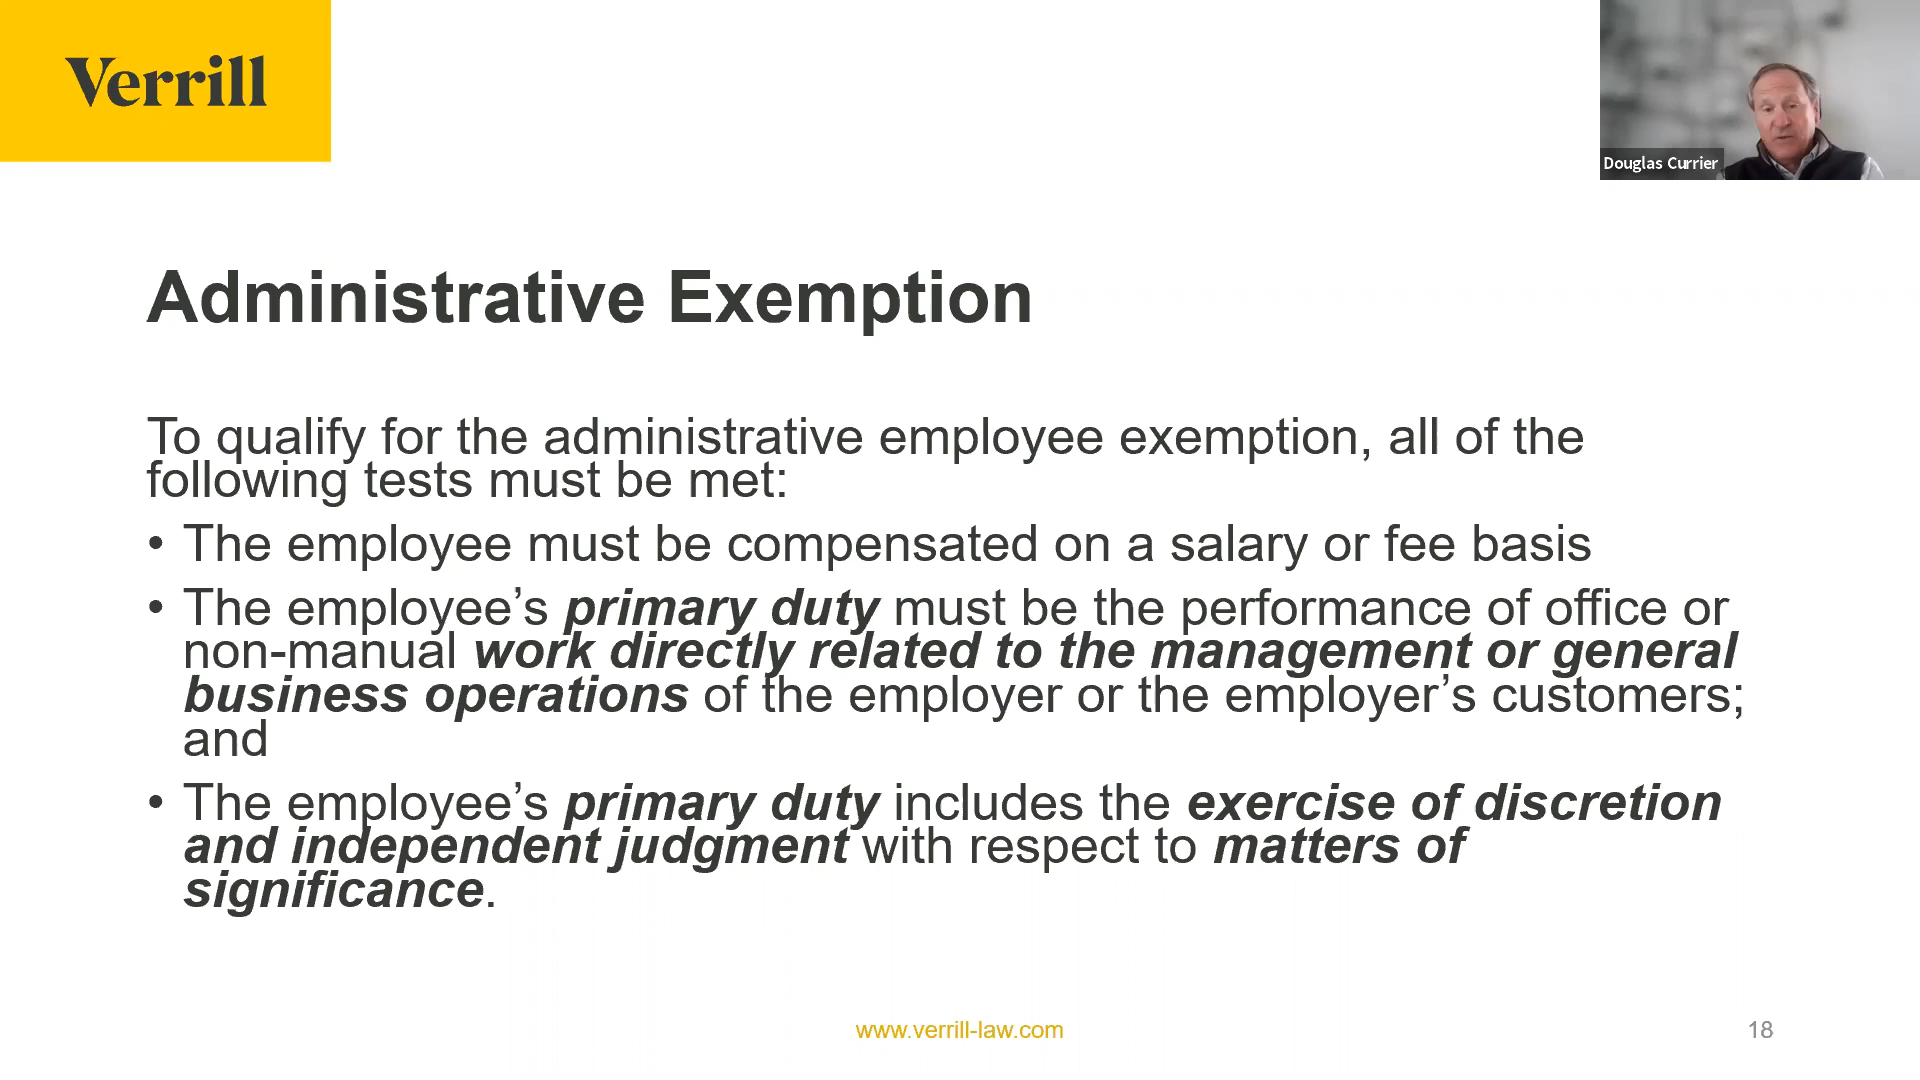 Verrill
Douglas Currier
Administrative Exemption
To qualify for the administrative employee exemption, all of the
following tests must be met:
• The employee must be compensated on a salary or fee basis
• The employee’s primary duty must be the performance of office or
non-manual work directly related to the management or general
business operations of the employer or the employer’s customers;
and
• The employee’s primary duty includes the exercise of discretion
and independent judgment with respect to matters of
significance.
www.verrill-law.com
18